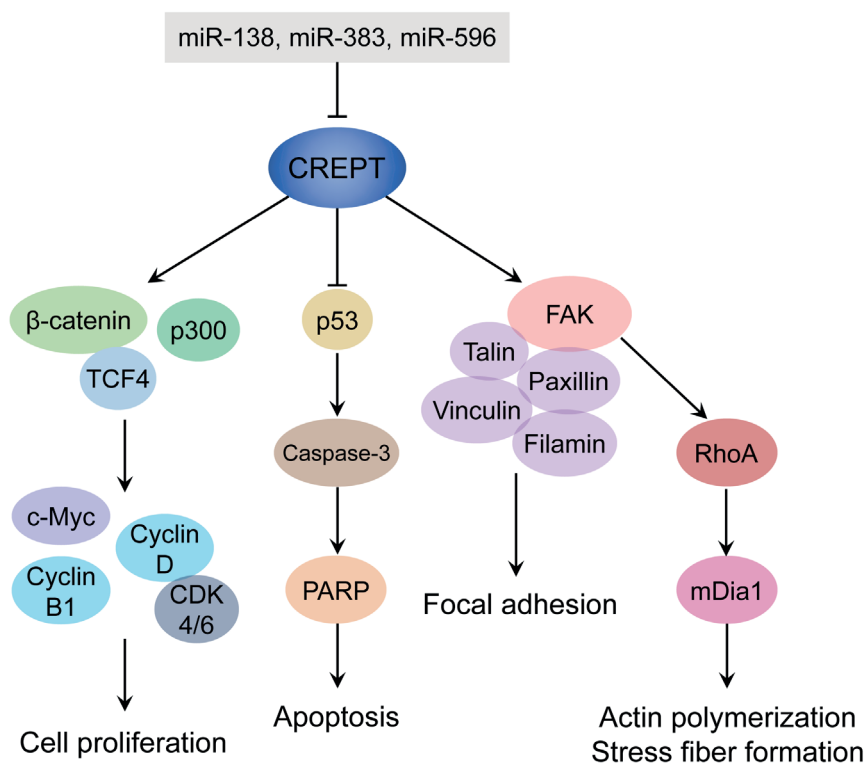 miR-138, miR-383, miR-596
CREPT
β-catenin
p300
TCF4
p53
FAK
Talin
Paxillin
Vinculin
Filamin
Caspase-3
RhoA
c-Myc
Cyclin
D
Cyclin
B1
CDK
4/6
PARP
mDia1
Focal adhesion
Cell proliferation
Apoptosis
Actin polymerization
Stress fiber formation